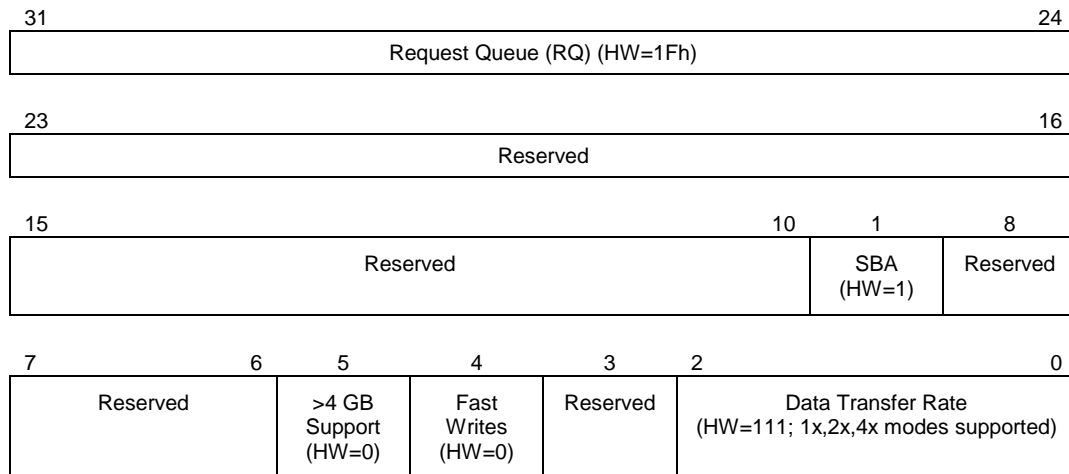 31 24
Request Queue (RQ) (HW=1Fh)
23 16
Reserved
15 10 1 8
Reserved SBA Reserved
(HW=1)
7 6 5 4 3 2 0
Reserved >4 GB Fast Reserved Data Transfer Rate
Support Writes (HW=111; 1x,2x,4x modes supported)
(HW=0) (HW=0)